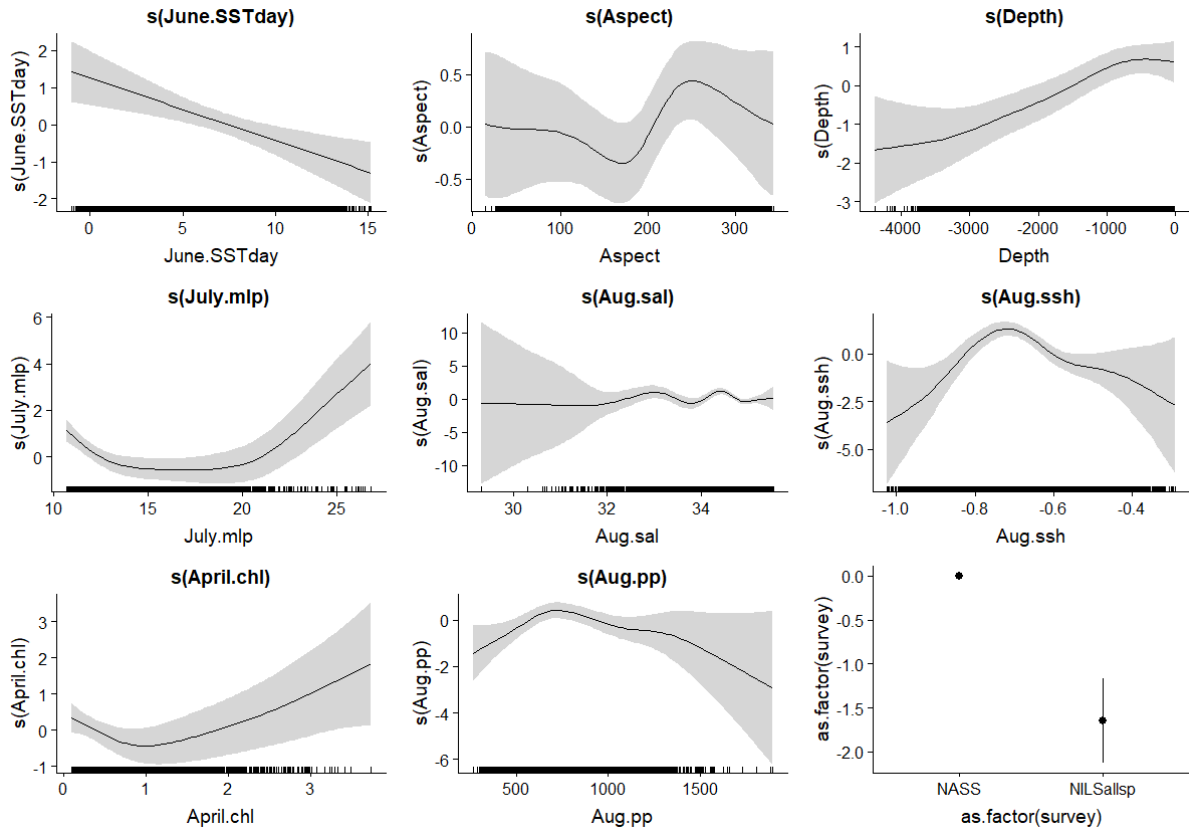 s(June.SSTday)
s(June.SSTday)
2
1
0
-1
-2
0
5
10
15
June.SSTday
s(Aspect)
s(Aspect)
0.5
0.0
-0.5
0
100
200
300
Aspect
s(Depth)
s(Depth)
1
0
-1
-2
-3
-4000
-3000
-2000
-1000
0
Depth
s(July.mlp)
s(July.mlp)
6
4
2
0
10
15
20
25
July.mlp
s(Aug.sal)
s(Aug.sal)
10
5
0
-5
-10
30
32
34
Aug.sal
s(Aug.ssh)
s(Aug.ssh)
0.0
-2.5
-5.0
-1.0
-0.8
-0.6
-0.4
Aug.ssh
s(April.chl)
s(April.chl)
3
2
1
0
-1
0
1
2
3
April.chl
s(Aug.pp)
s(Aug.pp)
0
-2
-4
-6
500
1000
1500
Aug.pp
as.factor(survey)
0.0
-0.5
-1.0
-1.5
-2.0
NASS
NILSallsp
as.factor(survey)